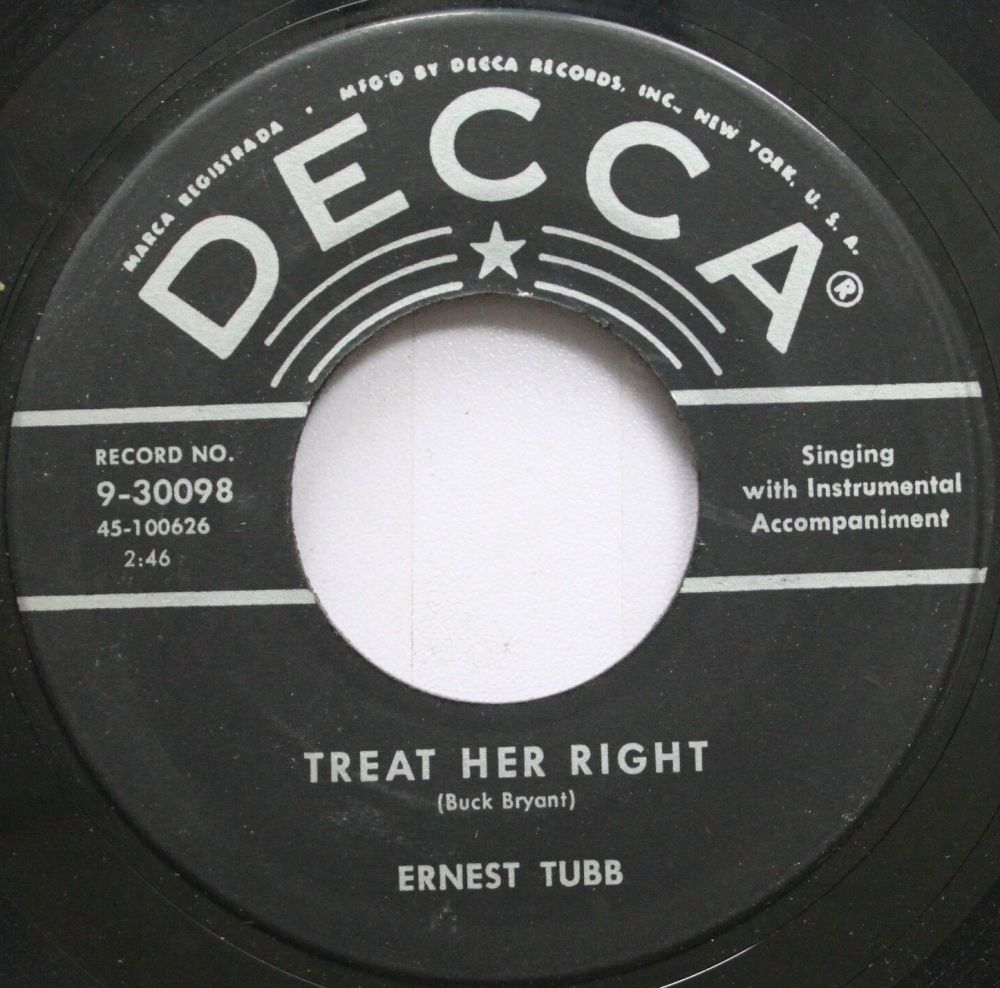 MARCA REGISTRADA · MFG'D BY DECCA RECORDS, INC., NEW YORK, U. S. A.
DECCA®
RECORD NO.
9-30098
45-100626
2:46
Singing
with Instrumental
Accompaniment
TREAT HER RIGHT
(Buck Bryant)
ERNEST TUBB